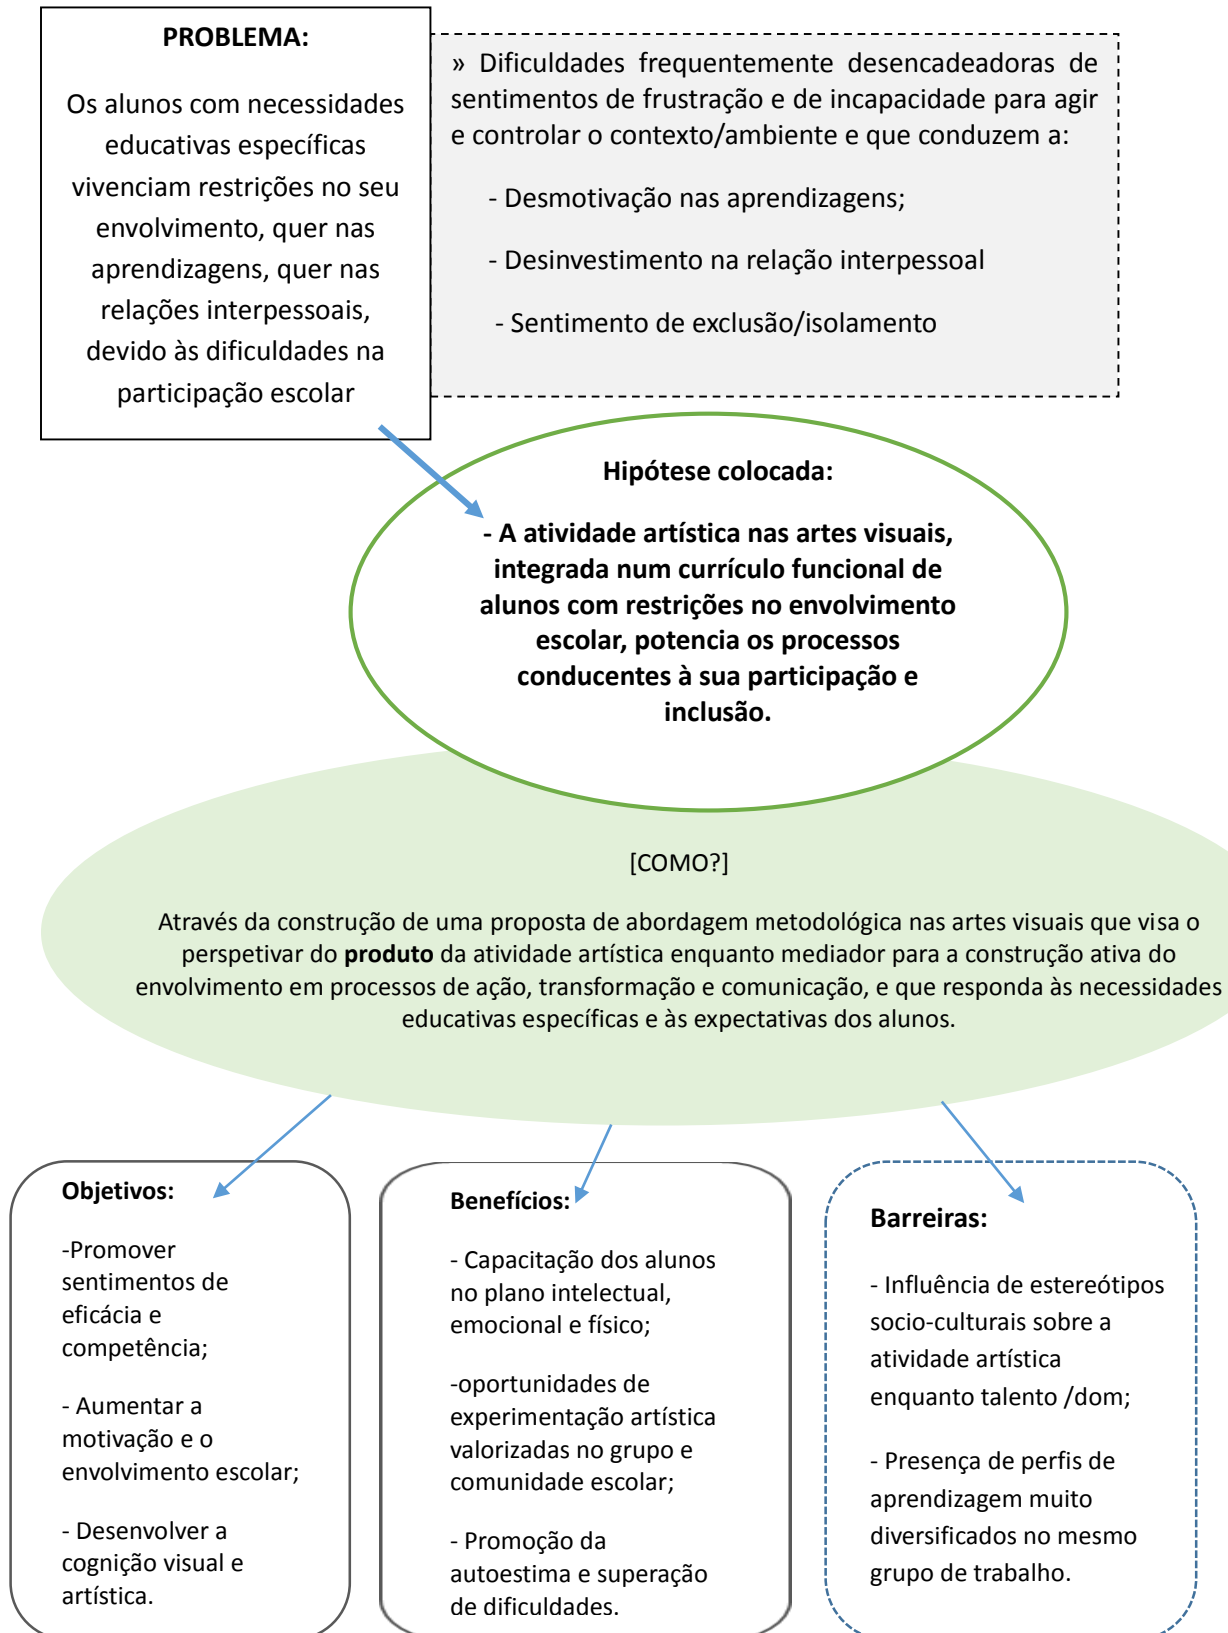 PROBLEMA:
Os alunos com necessidades
educativas específicas
vivenciam restrições no seu
envolvimento, quer nas
aprendizagens, quer nas
relações interpessoais,
devido às dificuldades na
participação escolar
» Dificuldades frequentemente desencadeadoras de
sentimentos de frustração e de incapacidade para agir
e controlar o contexto/ambiente e que conduzem a:
- Desmotivação nas aprendizagens;
- Desinvestimento na relação interpessoal
- Sentimento de exclusão/isolamento
Hipótese colocada:
- A atividade artística nas artes visuais,
integrada num currículo funcional de
alunos com restrições no envolvimento
escolar, potencia os processos
conducentes à sua participação e
inclusão.
[COMO?]
Através da construção de uma proposta de abordagem metodológica nas artes visuais que visa o
perspetivar do produto da atividade artística enquanto mediador para a construção ativa do
envolvimento em processos de ação, transformação e comunicação, e que responda às necessidades
educativas específicas e às expectativas dos alunos.
Objetivos:
-Promover
sentimentos de
eficácia e
competência;
- Aumentar a
motivação e o
envolvimento escolar;
- Desenvolver a
cognição visual e
artística.
Benefícios:
- Capacitação dos alunos
no plano intelectual,
emocional e físico;
-oportunidades de
experimentação artística
valorizadas no grupo e
comunidade escolar;
- Promoção da
autoestima e superação
de dificuldades.
Barreiras:
- Influência de estereótipos
socio-culturais sobre a
atividade artística
enquanto talento /dom;
- Presença de perfis de
aprendizagem muito
diversificados no mesmo
grupo de trabalho.